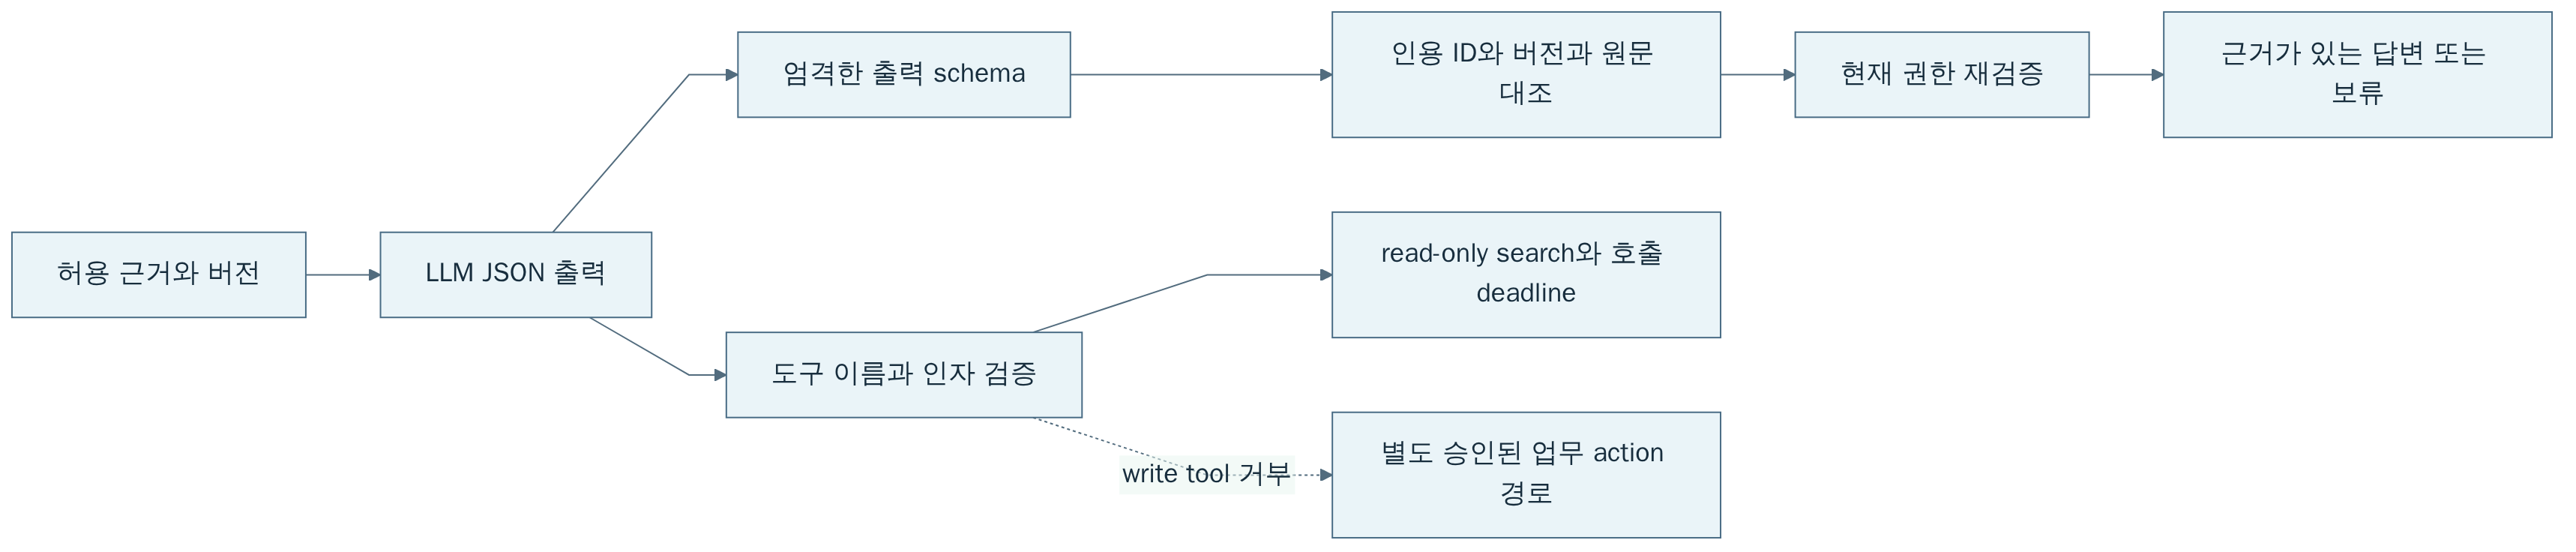 허용 근거와 버전
LLM JSON 출력
엄격한 출력 schema
인용 ID와 버전과 원문
대조
현재 권한 재검증
근거가 있는 답변 또는
보류
도구 이름과 인자 검증
read-only search와 호출
deadline
write tool 거부
별도 승인된 업무 action
경로